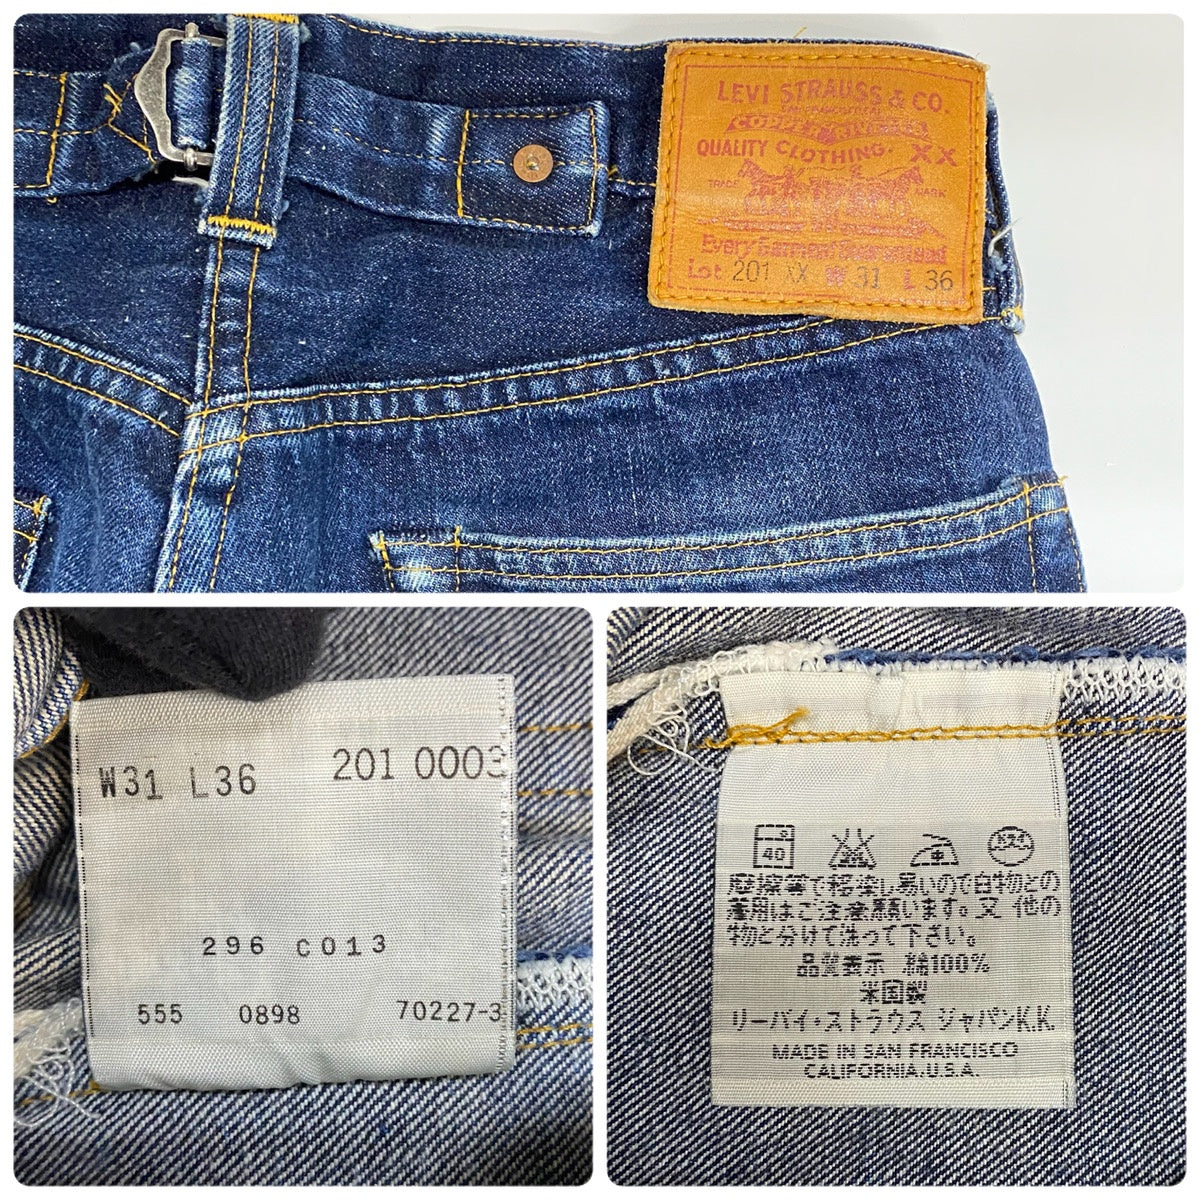 LEVI STRAUSS & CO.
COPPER RIVETED
QUALITY CLOTHING. XX
TRADE MARK
Every Garment Guaranteed
Lot 201 XX W 31 L 36
W31 L36 201 0003
296 C013
555 0898 70227-3
40
で移染し易いので白物との
着用はご注意願います。又 他の
物と分けて洗って下さい。
品質表示 綿100%
米国製
リーバイ・ストラウス ジャパンK.K.
MADE IN SAN FRANCISCO
CALIFORNIA.U.S.A.